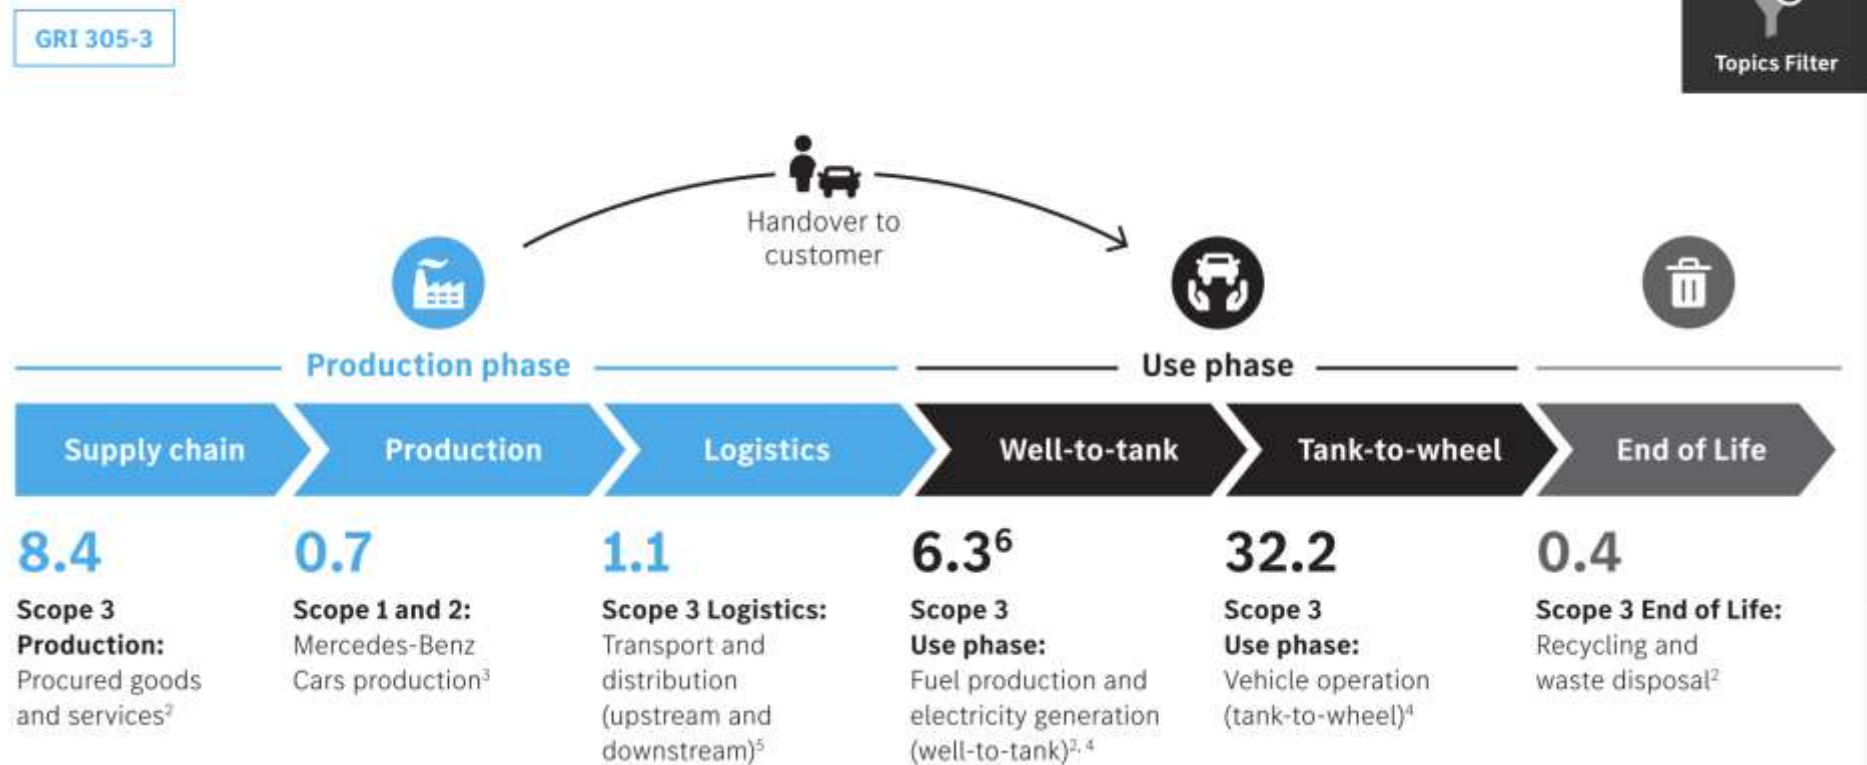 GRI 305-3
Topics Filter
Handover to
customer
Production phase
Use phase
Supply chain
Production
Logistics
Well-to-tank
Tank-to-wheel
End of Life
8.4
Scope 3
Production:
Procured goods
and services²
0.7
Scope 1 and 2:
Mercedes-Benz
Cars production³
1.1
Scope 3 Logistics:
Transport and
distribution
(upstream and
downstream)⁵
6.3⁶
Scope 3
Use phase:
Fuel production and
electricity generation
(well-to-tank)²,⁴
32.2
Scope 3
Use phase:
Vehicle operation
(tank-to-wheel)⁴
0.4
Scope 3 End of Life:
Recycling and
waste disposal²